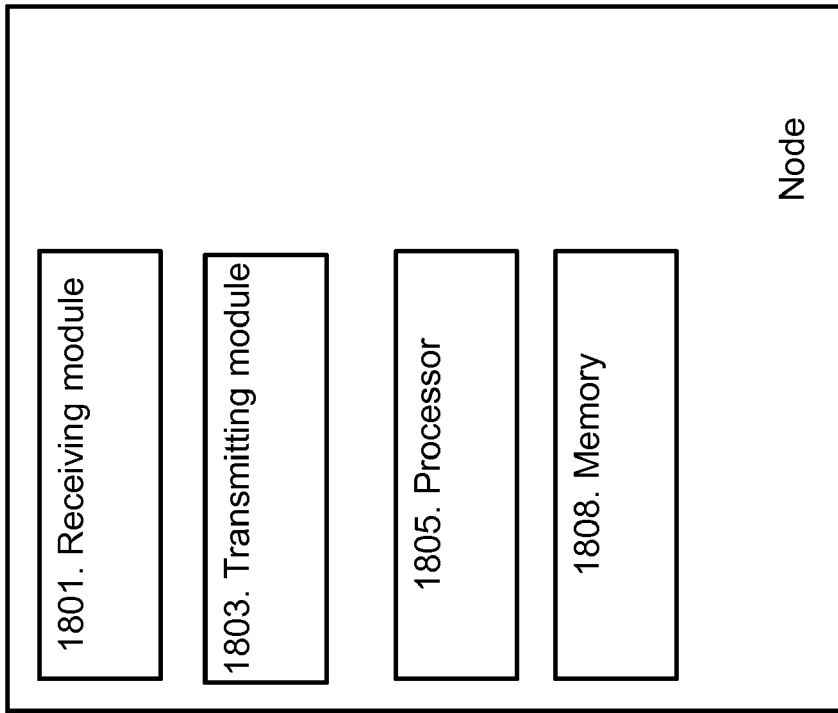 1801. Receiving module
1803. Transmitting module
1805. Processor
1808. Memory
Node